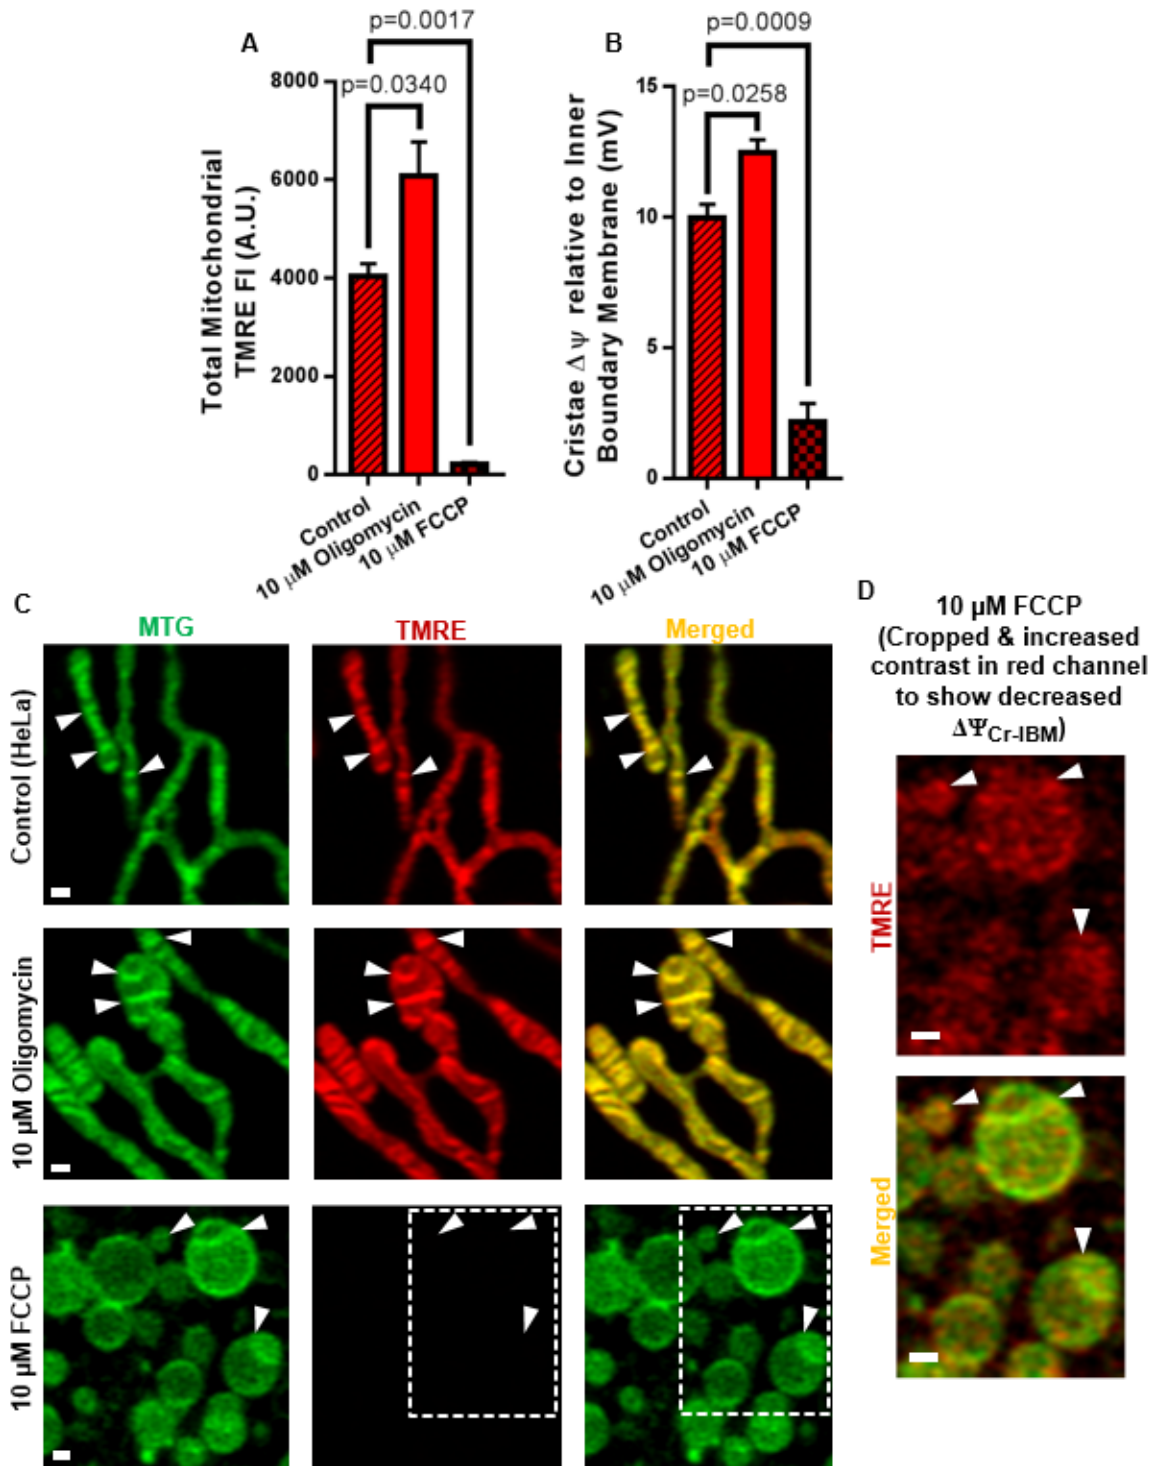 A
p=0.0017
p=0.0340
8000
6000
4000
2000
0
Total Mitochondrial
TMRE FI (A.U.)
Control
10 μM Oligomycin
10 μM FCCP
B
p=0.0009
p=0.0258
15
10
5
0
Cristae Δψ relative to Inner
Boundary Membrane (mV)
Control
10 μM Oligomycin
10 μM FCCP
C
MTG
TMRE
Merged
Control (HeLa)
10 μM Oligomycin
10 μM FCCP
D
10 μM FCCP
(Cropped & increased
contrast in red channel
to show decreased
ΔΨCr-IBM)
TMRE
Merged